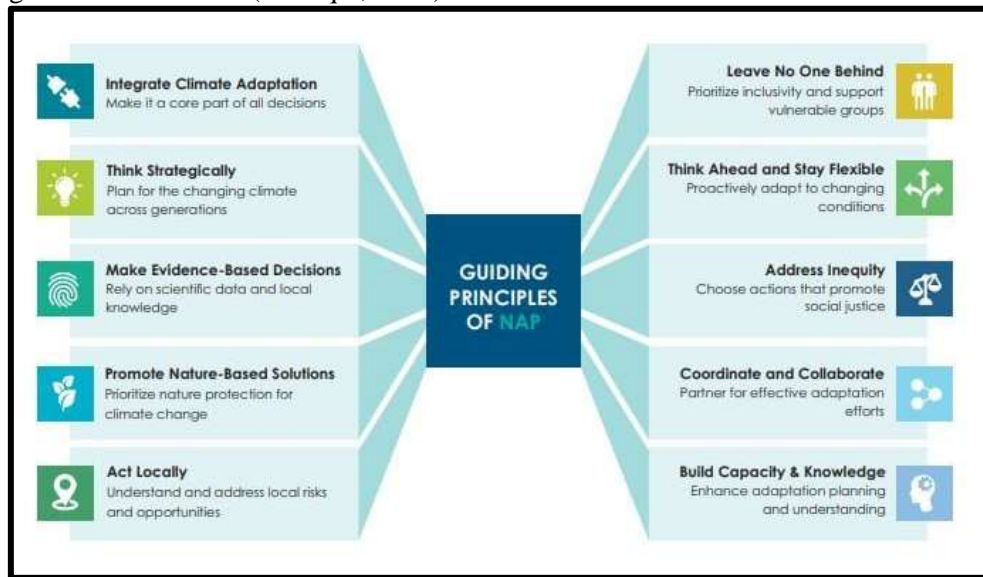 Integrate Climate Adaptation
Make it a core part of all decisions
Think Strategically
Plan for the changing climate
across generations
Make Evidence-Based Decisions
Rely on scientific data and local
knowledge
Promote Nature-Based Solutions
Prioritize nature protection for
climate change
Act Locally
Understand and address local risks
and opportunities
GUIDING
PRINCIPLES
OF NAP
Leave No One Behind
Prioritize inclusivity and support
vulnerable groups
Think Ahead and Stay Flexible
Proactively adapt to changing
conditions
Address Inequity
Choose actions that promote
social justice
Coordinate and Collaborate
Partner for effective adaptation
efforts
Build Capacity & Knowledge
Enhance adaptation planning
and understanding